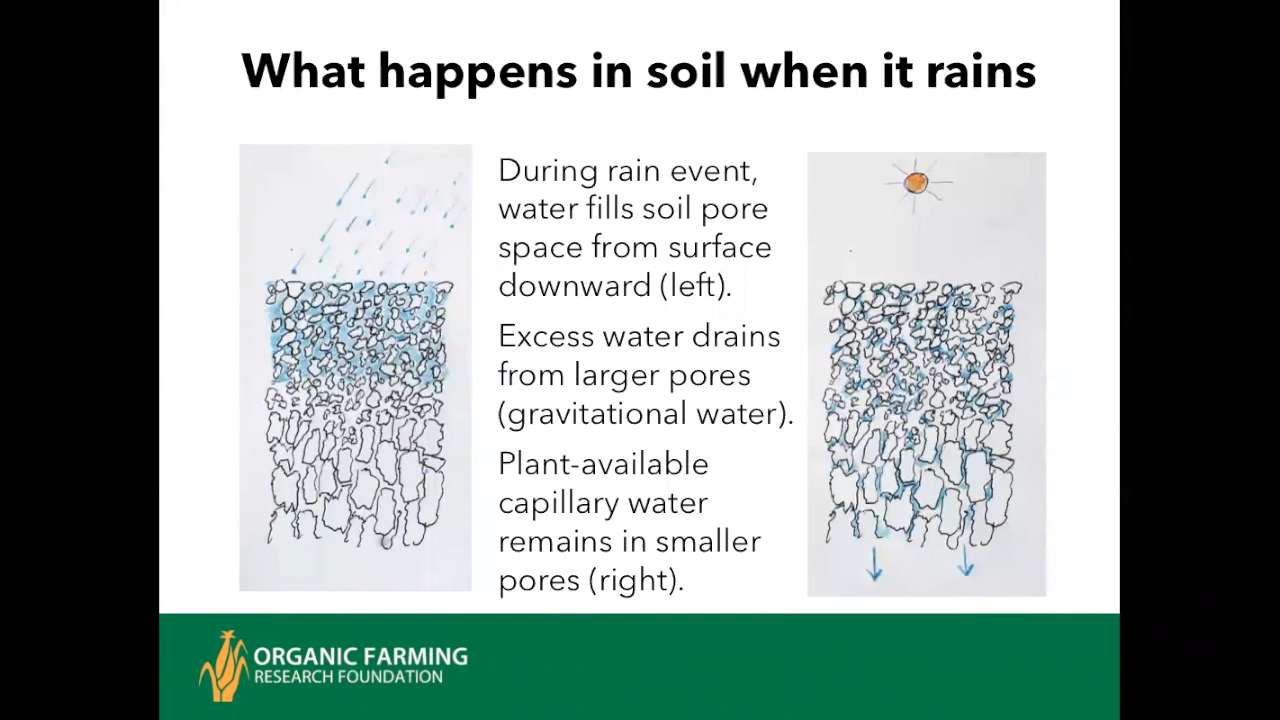 What happens in soil when it rains
During rain event,
water fills soil pore
space from surface
downward (left).
Excess water drains
from larger pores
(gravitational water).
Plant-available
capillary water
remains in smaller
pores (right).
ORGANIC FARMING
RESEARCH FOUNDATION